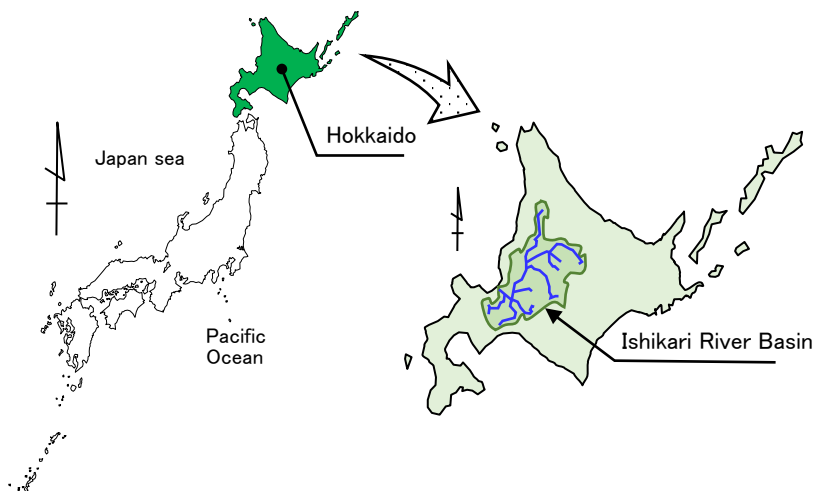 Hokkaido
Japan sea
Pacific
Ocean
Ishikari River Basin